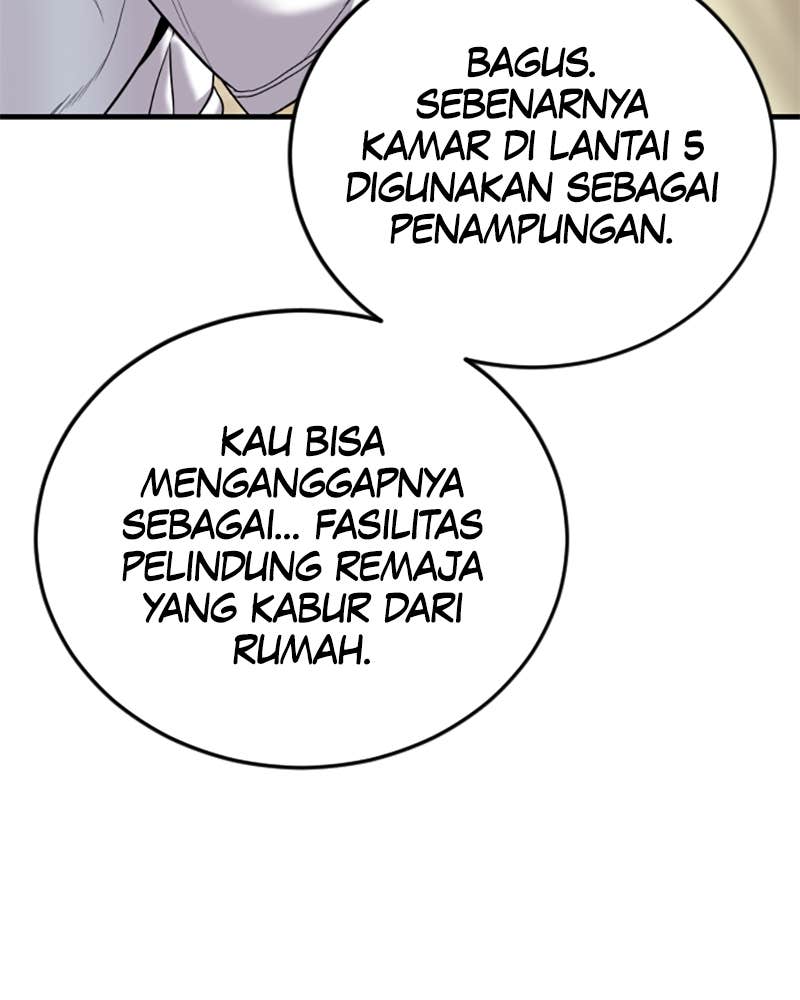 BAGUS.
SEBENARNYA
KAMAR DI LANTAI 5
DIGUNAKAN SEBAGAI
PENAMPUNGAN.
KAU BISA
MENGANGGAPNYA
SEBAGAI... FASILITAS
PELINDUNG REMAJA
YANG KABUR DARI
RUMAH.